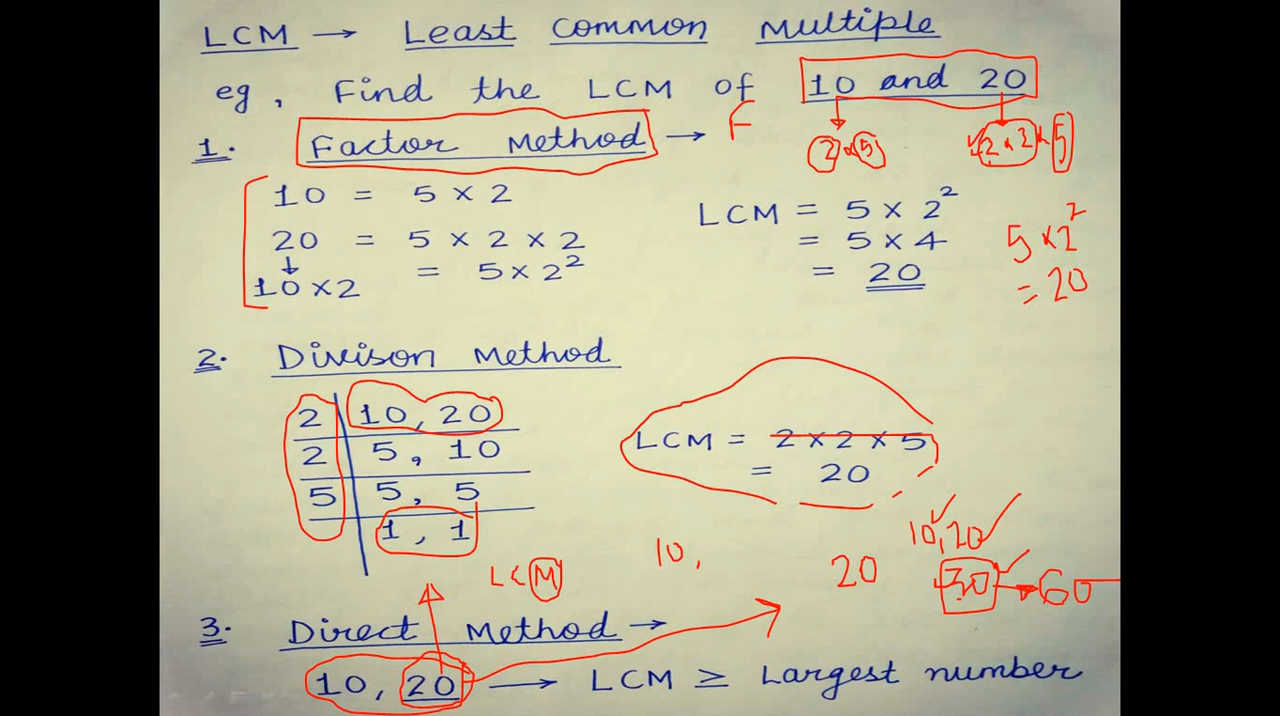 LCM → Least Common Multiple
eg, Find the LCM of 10 and 20
1. Factor Method → F
2 × 5 2 × 2 × 5
10 = 5 × 2
20 = 5 × 2 × 2
= 5 × 2²
10 × 2
LCM = 5 × 2²
= 5 × 4
= 20
5 × 2²
= 20
2. Divison Method
2 | 10, 20
2 | 5, 10
5 | 5, 5
1, 1
LCM = 2 × 2 × 5
= 20
10, 20
LCM
10, 20 30 → 60
3. Direct Method →
10, 20 → LCM ≥ Largest number